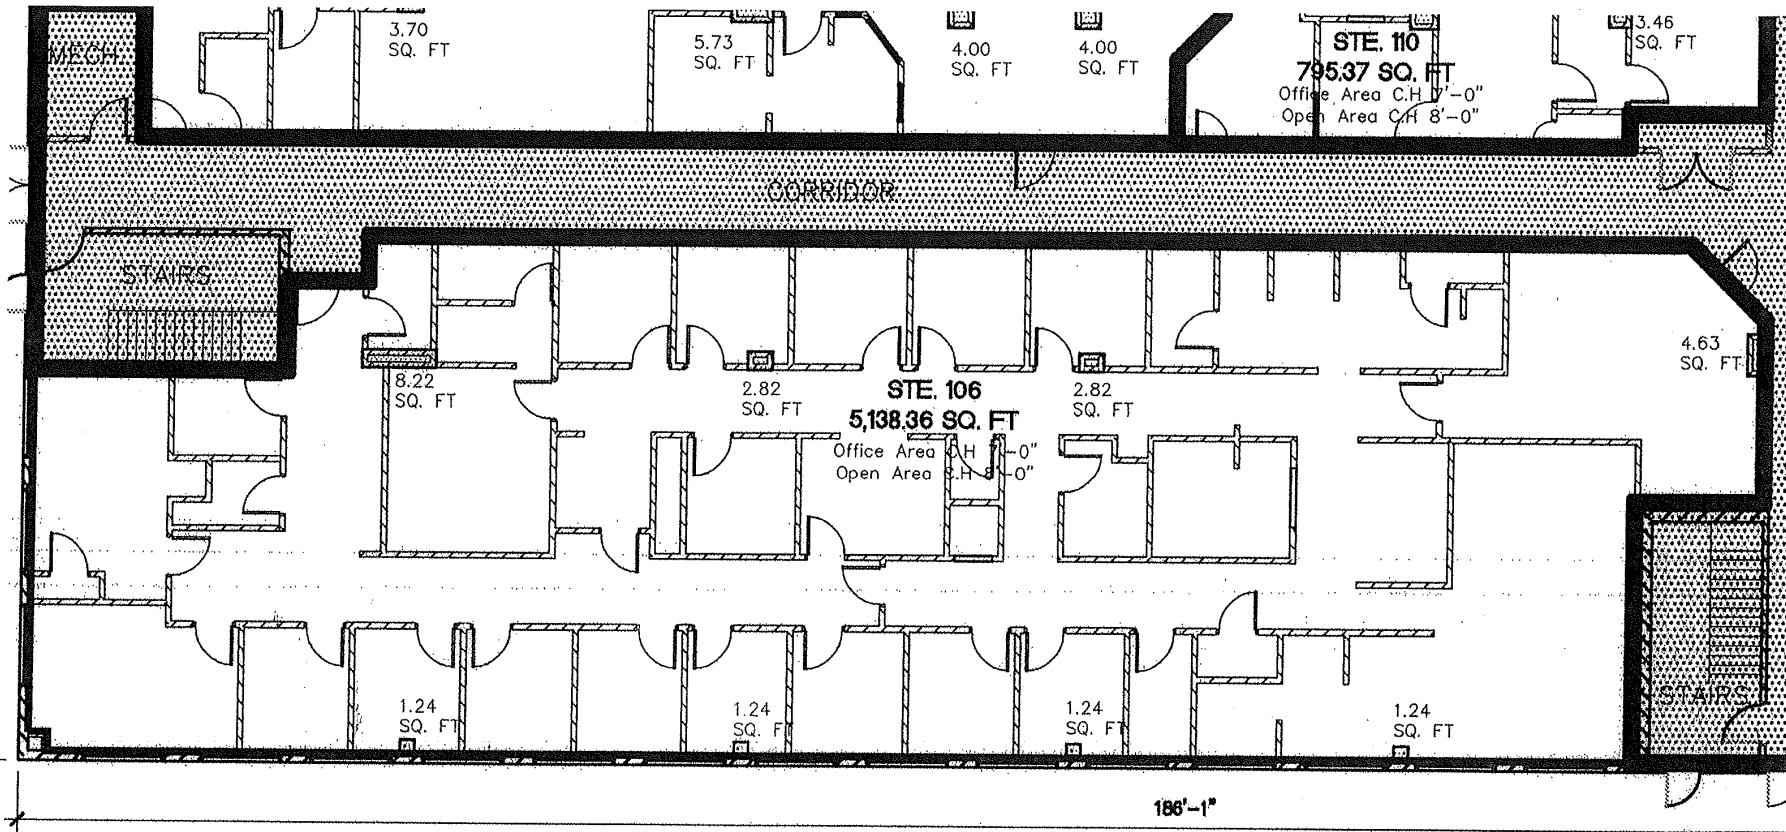 MECH
3.70
SQ. FT
5.73
SQ. FT
4.00
SQ. FT
4.00
SQ. FT
STE. 110
795.37 SQ. FT
Office Area C.H 7'-0"
Open Area C.H 8'-0"
3.46
SQ. FT
CORRIDOR
STAIRS
8.22
SQ. FT
2.82
SQ. FT
STE. 106
5,138.36 SQ. FT
Office Area C.H 7'-0"
Open Area C.H 8'-0"
2.82
SQ. FT
4.63
SQ. FT
1.24
SQ. FT
1.24
SQ. FT
1.24
SQ. FT
1.24
SQ. FT
STAIRS
186'-1"